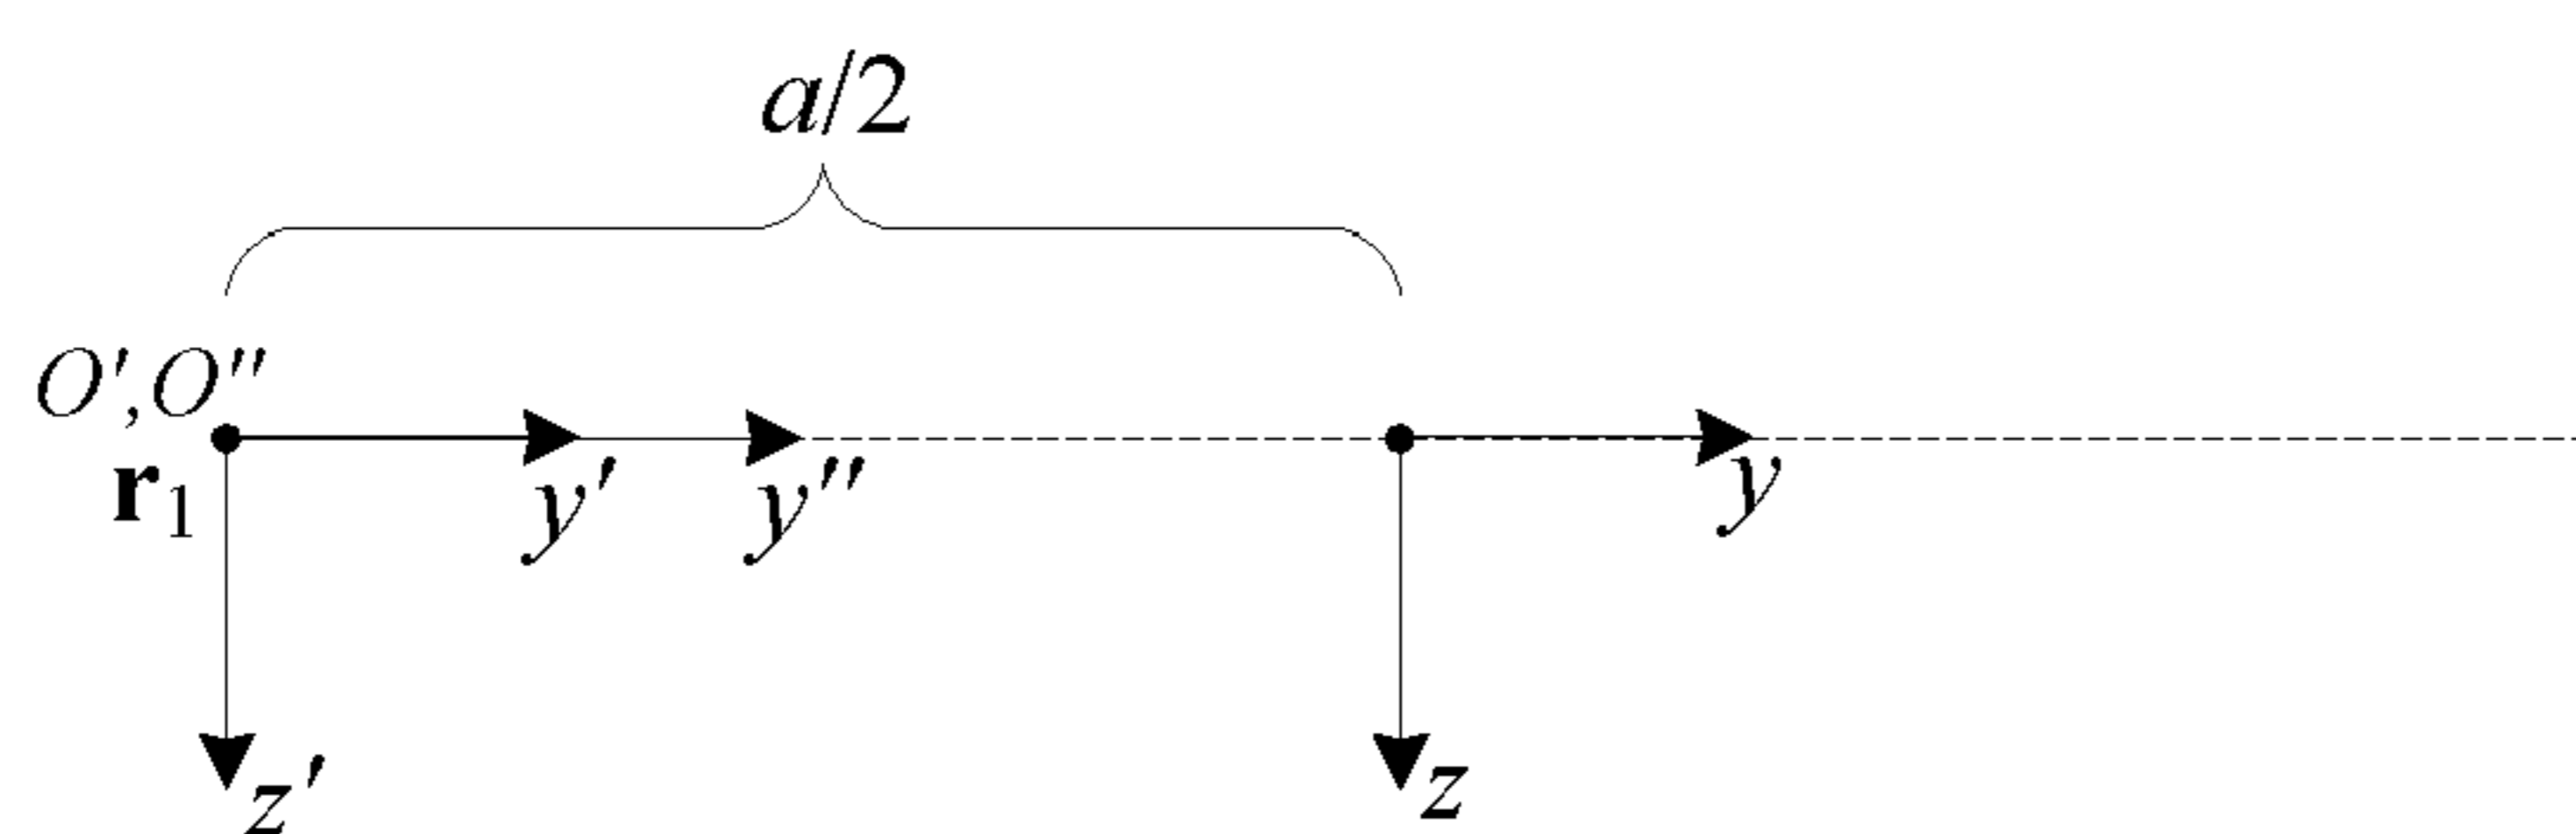 a/2
O′,O″
r₁ y′ y″ y
z′ z